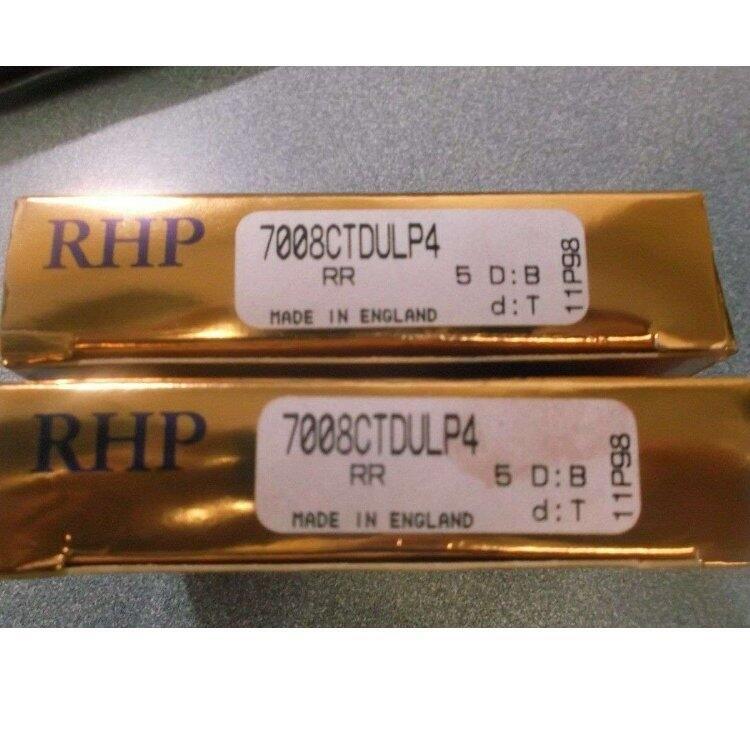 RHP
7008CTDULP4
RR 5 D:B
d:T
MADE IN ENGLAND
11P98
RHP
7008CTDULP4
RR 5 D:B
d:T
MADE IN ENGLAND
11P98